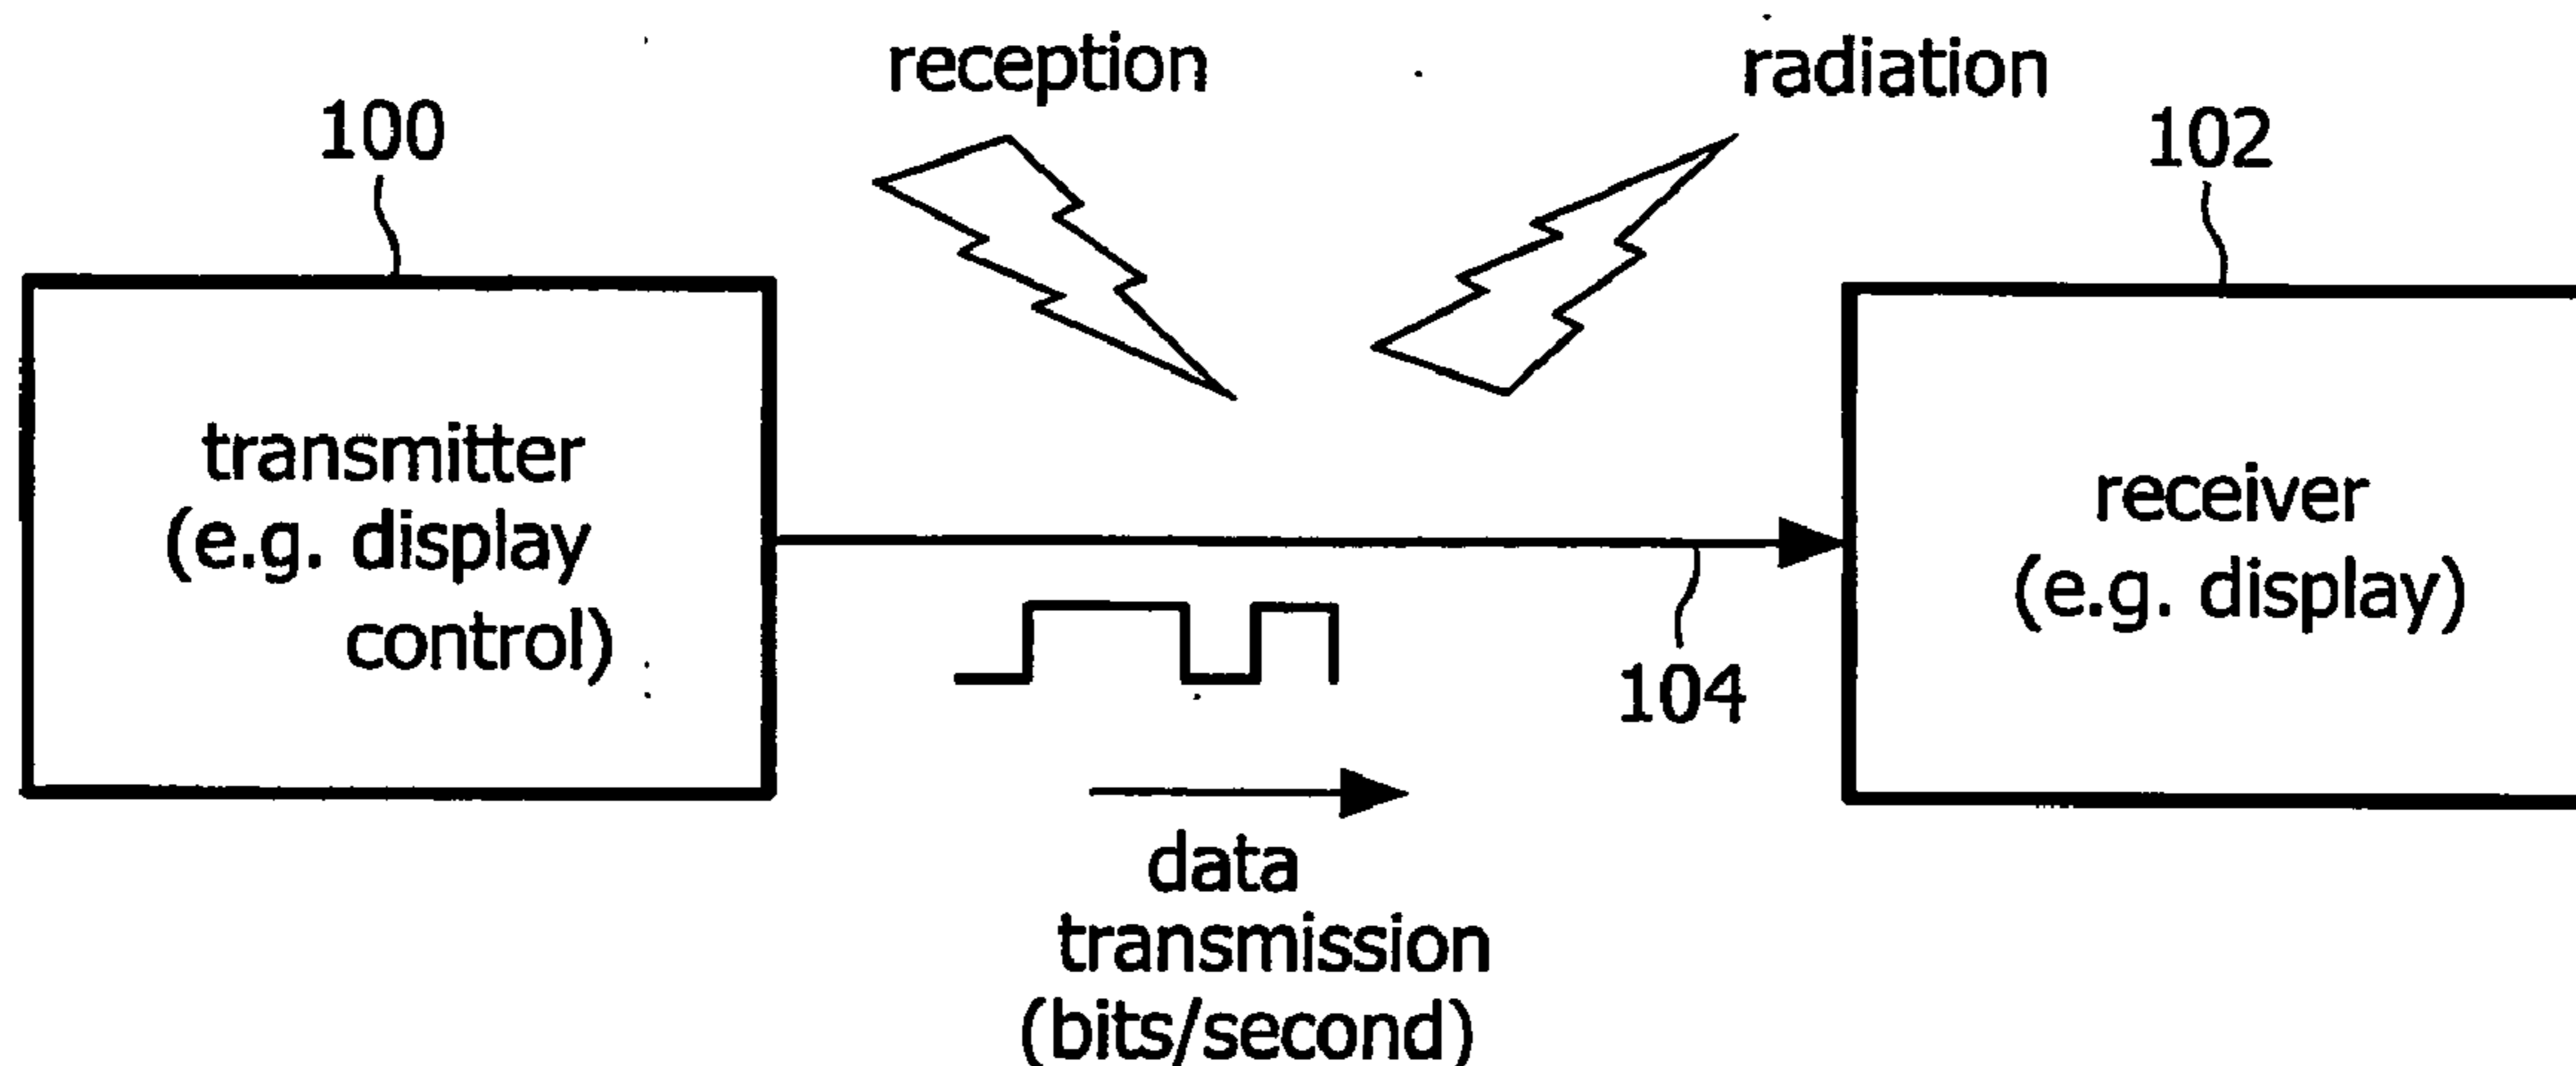 reception
radiation
100
102
transmitter
(e.g. display
control)
receiver
(e.g. display)
104
data
transmission
(bits/second)